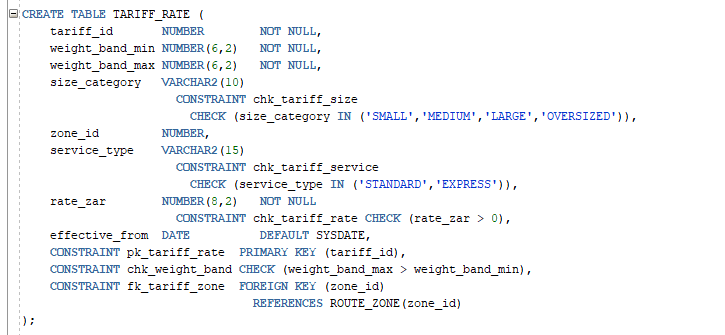 CREATE TABLE TARIFF_RATE (
    tariff_id       NUMBER        NOT NULL,
    weight_band_min NUMBER(6,2)   NOT NULL,
    weight_band_max NUMBER(6,2)   NOT NULL,
    size_category   VARCHAR2(10)
                      CONSTRAINT chk_tariff_size
                        CHECK (size_category IN ('SMALL','MEDIUM','LARGE','OVERSIZED')),
    zone_id         NUMBER,
    service_type    VARCHAR2(15)
                      CONSTRAINT chk_tariff_service
                        CHECK (service_type IN ('STANDARD','EXPRESS')),
    rate_zar        NUMBER(8,2)   NOT NULL
                      CONSTRAINT chk_tariff_rate CHECK (rate_zar > 0),
    effective_from  DATE          DEFAULT SYSDATE,
    CONSTRAINT pk_tariff_rate  PRIMARY KEY (tariff_id),
    CONSTRAINT chk_weight_band CHECK (weight_band_max > weight_band_min),
    CONSTRAINT fk_tariff_zone  FOREIGN KEY (zone_id)
                                 REFERENCES ROUTE_ZONE(zone_id)
);